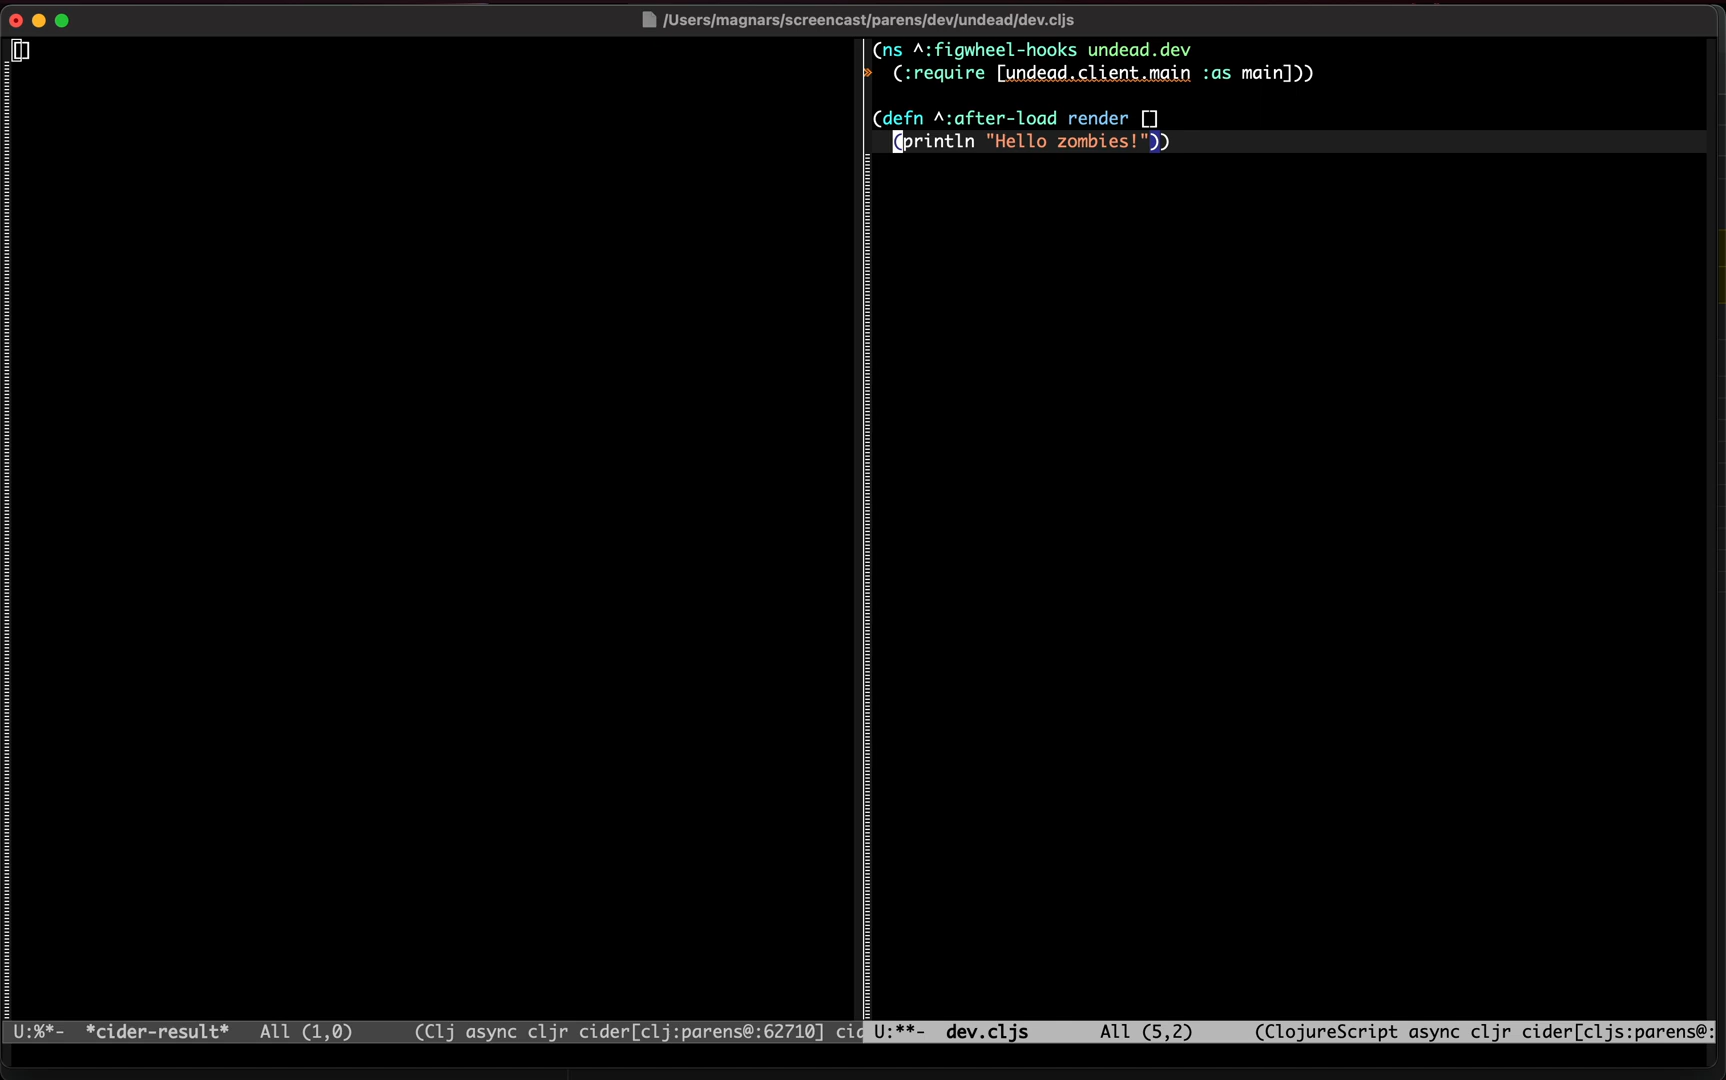 /Users/magnars/screencast/parens/dev/undead/dev.cljs
(ns ^:figwheel-hooks undead.dev
» (:require [undead.client.main :as main]))
(defn ^:after-load render []
(println "Hello zombies!"))
U:%*- *cider-result* All (1,0) (Clj async cljr cider[clj:parens@:62710] cid
U:**- dev.cljs All (5,2) (ClojureScript async cljr cider[cljs:parens@: